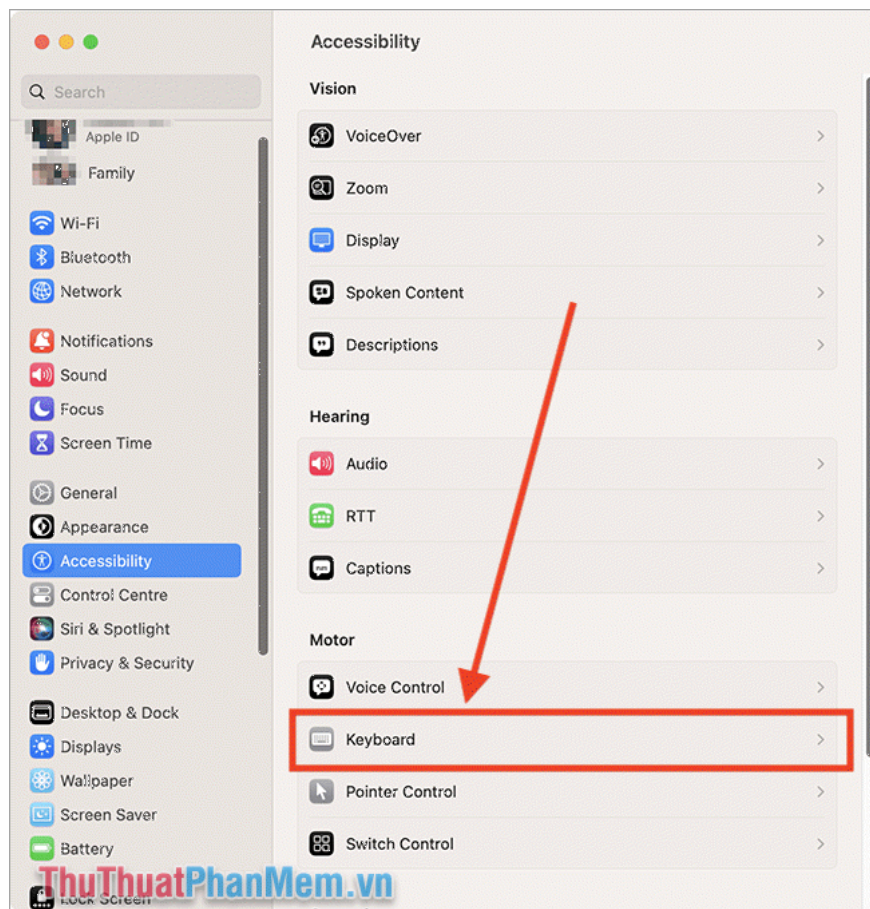 Search
Apple ID
Family
Wi-Fi
Bluetooth
Network
Notifications
Sound
Focus
Screen Time
General
Appearance
Accessibility
Control Centre
Siri & Spotlight
Privacy & Security
Desktop & Dock
Displays
Wallpaper
Screen Saver
Battery
Lock Screen
Accessibility
Vision
VoiceOver
Zoom
Display
Spoken Content
Descriptions
Hearing
Audio
RTT
Captions
Motor
Voice Control
Keyboard
Pointer Control
Switch Control
ThuThuatPhanMem.vn